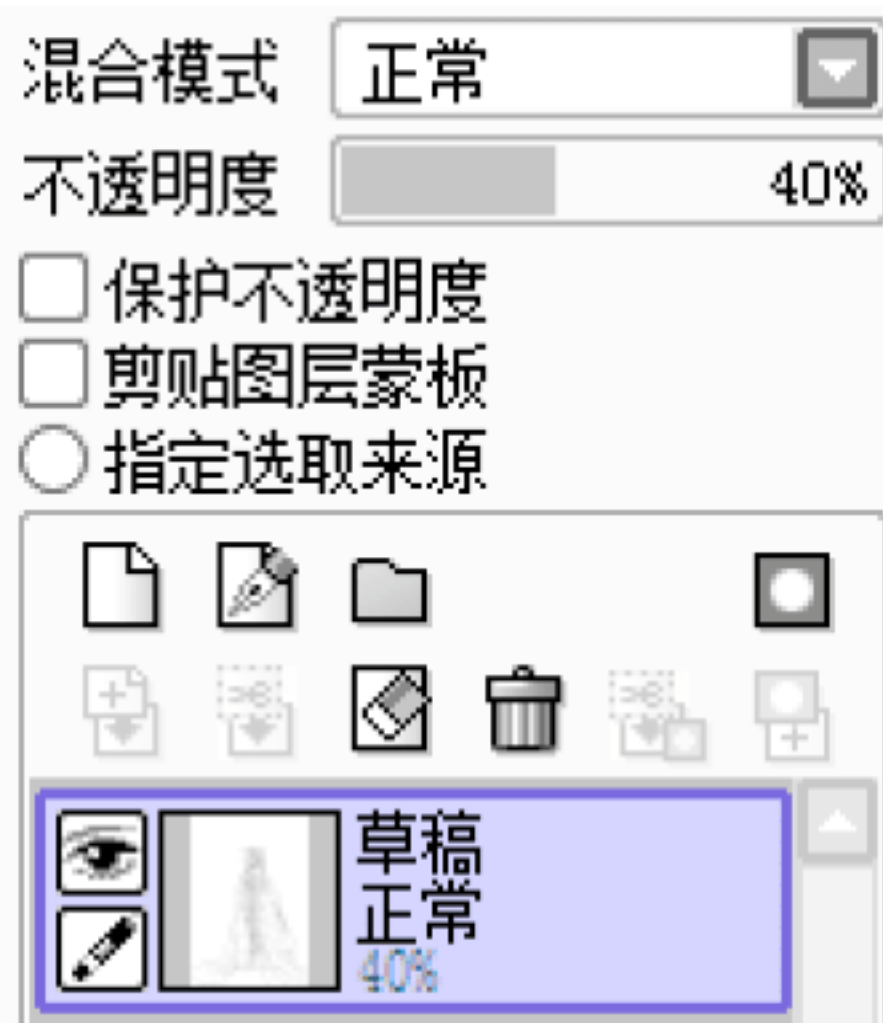 混合模式 正常
不透明度 40%
保护不透明度
剪贴图层蒙板
指定选取来源
草稿
正常
40%